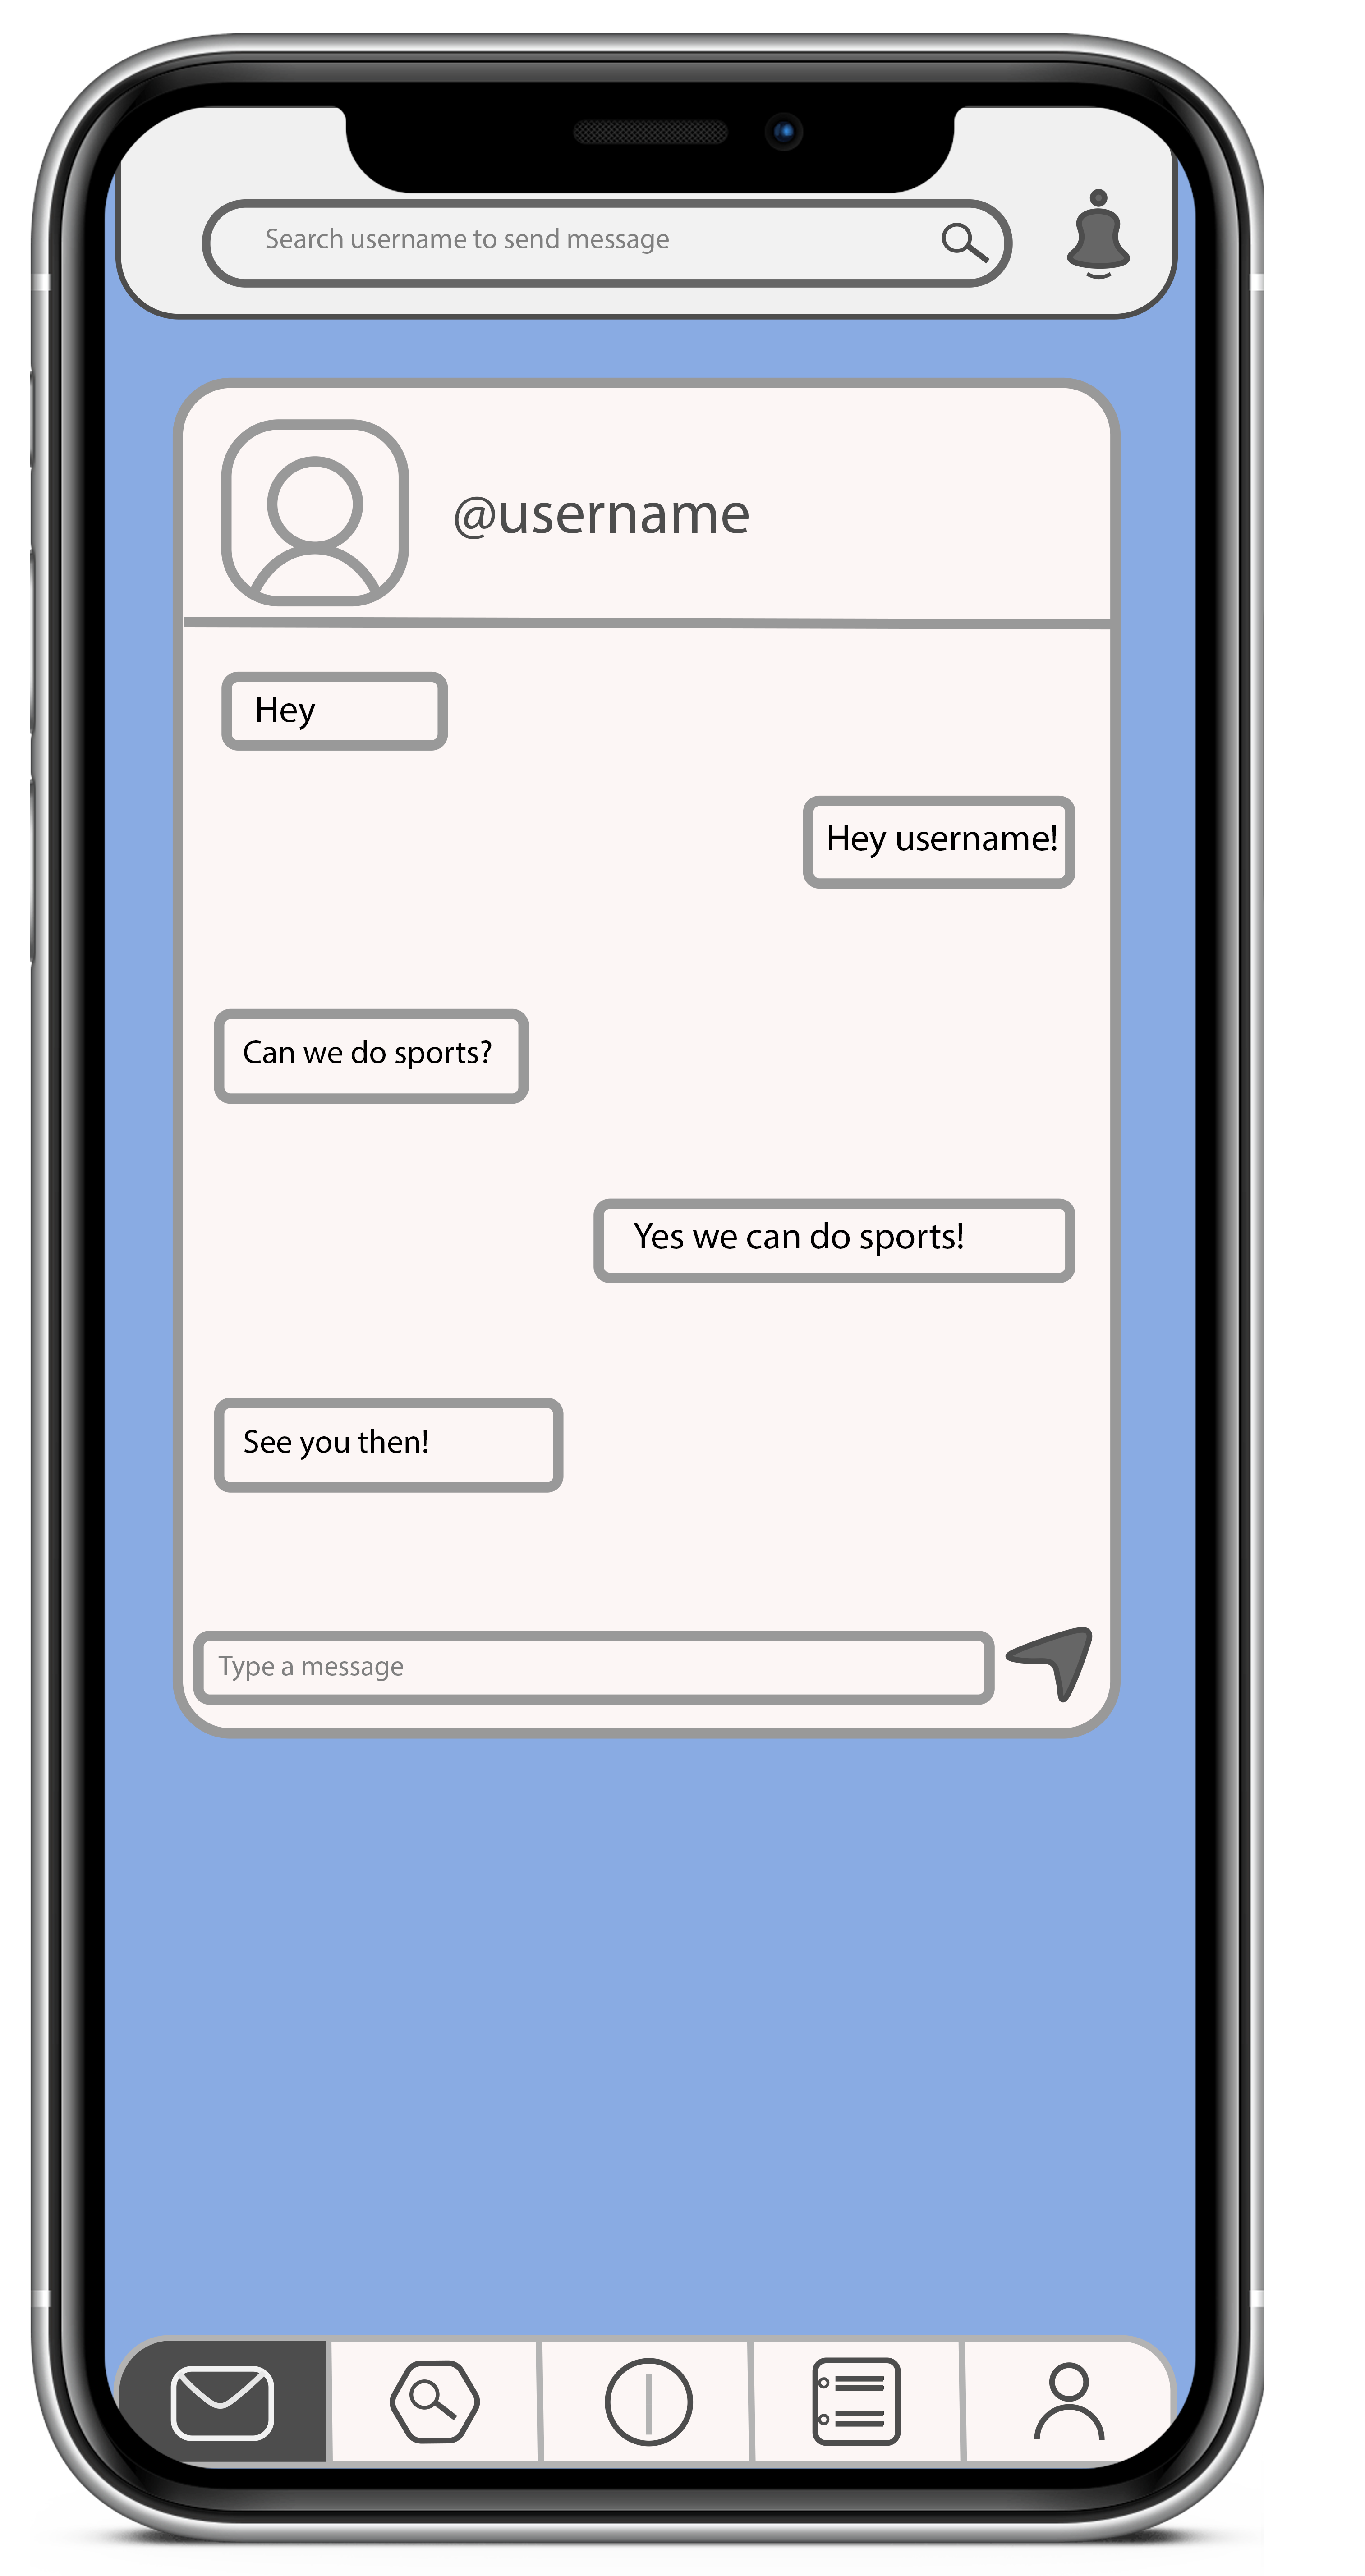 Search username to send message
@username
Hey
Hey username!
Can we do sports?
Yes we can do sports!
See you then!
Type a message